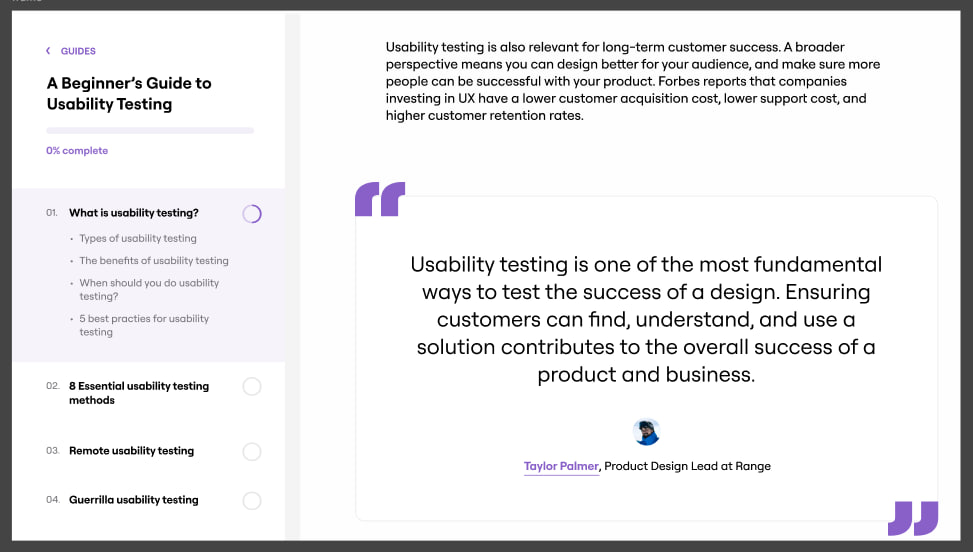 GUIDES
A Beginner's Guide to
Usability Testing
0% complete
01. What is usability testing?
• Types of usability testing
• The benefits of usability testing
• When should you do usability
testing?
• 5 best practies for usability
testing
02. 8 Essential usability testing
methods
03. Remote usability testing
04. Guerrilla usability testing
Usability testing is also relevant for long-term customer success. A broader
perspective means you can design better for your audience, and make sure more
people can be successful with your product. Forbes reports that companies
investing in UX have a lower customer acquisition cost, lower support cost, and
higher customer retention rates.
Usability testing is one of the most fundamental
ways to test the success of a design. Ensuring
customers can find, understand, and use a
solution contributes to the overall success of a
product and business.
Taylor Palmer, Product Design Lead at Range